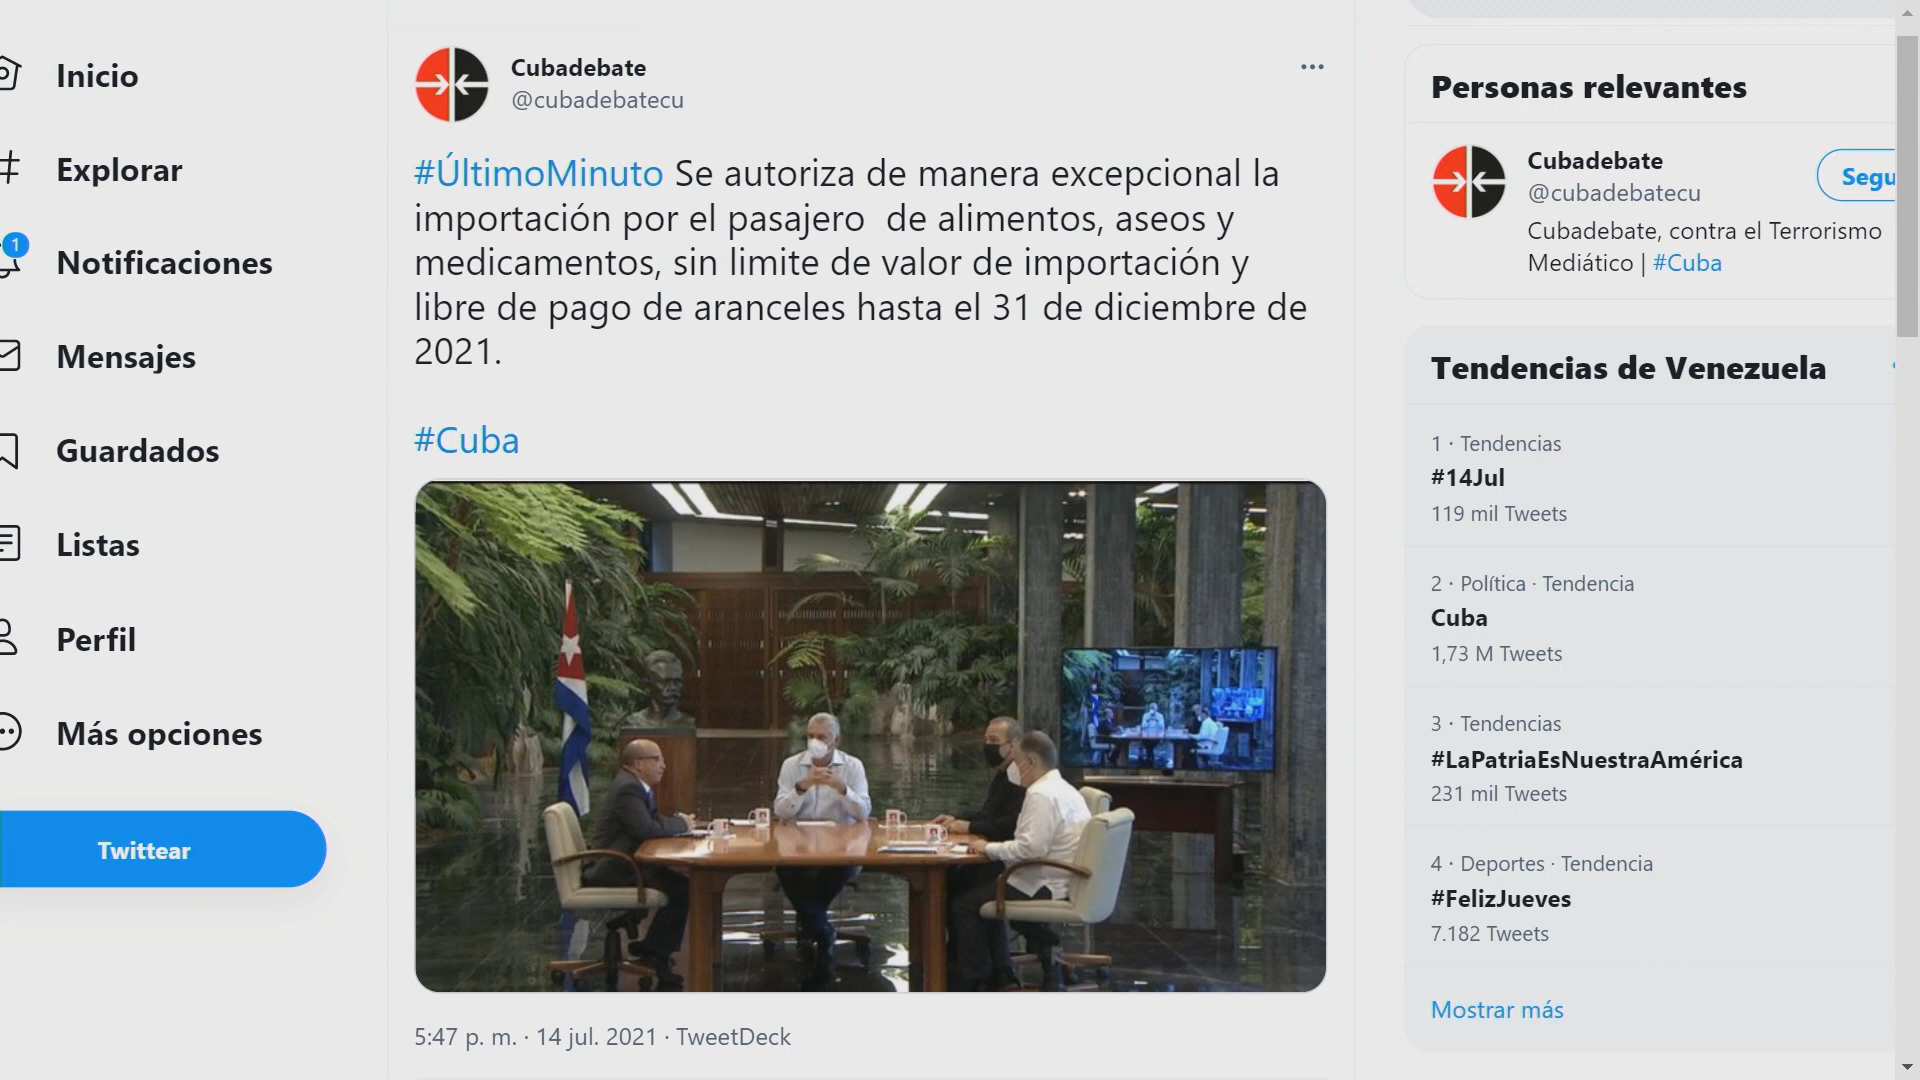 Inicio
Explorar
1
Notificaciones
Mensajes
Guardados
Listas
Perfil
Más opciones
Twittear
Cubadebate
@cubadebatecu
#ÚltimoMinuto Se autoriza de manera excepcional la
importación por el pasajero  de alimentos, aseos y
medicamentos, sin limite de valor de importación y
libre de pago de aranceles hasta el 31 de diciembre de
2021.
#Cuba
5:47 p. m. · 14 jul. 2021 · TweetDeck
Personas relevantes
Cubadebate
@cubadebatecu
Segu
Cubadebate, contra el Terrorismo
Mediático | #Cuba
Tendencias de Venezuela
1 · Tendencias
#14Jul
119 mil Tweets
2 · Política · Tendencia
Cuba
1,73 M Tweets
3 · Tendencias
#LaPatriaEsNuestraAmérica
231 mil Tweets
4 · Deportes · Tendencia
#FelizJueves
7.182 Tweets
Mostrar más